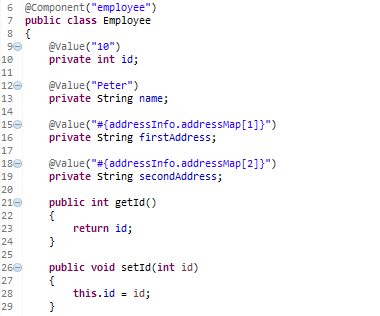 6 @Component("employee")
7 public class Employee
8 {
9 @Value("10")
10 private int id;
11
12 @Value("Peter")
13 private String name;
14
15 @Value("#{addressInfo.addressMap[1]}")
16 private String firstAddress;
17
18 @Value("#{addressInfo.addressMap[2]}")
19 private String secondAddress;
20
21 public int getId()
22 {
23 return id;
24 }
25
26 public void setId(int id)
27 {
28 this.id = id;
29 }